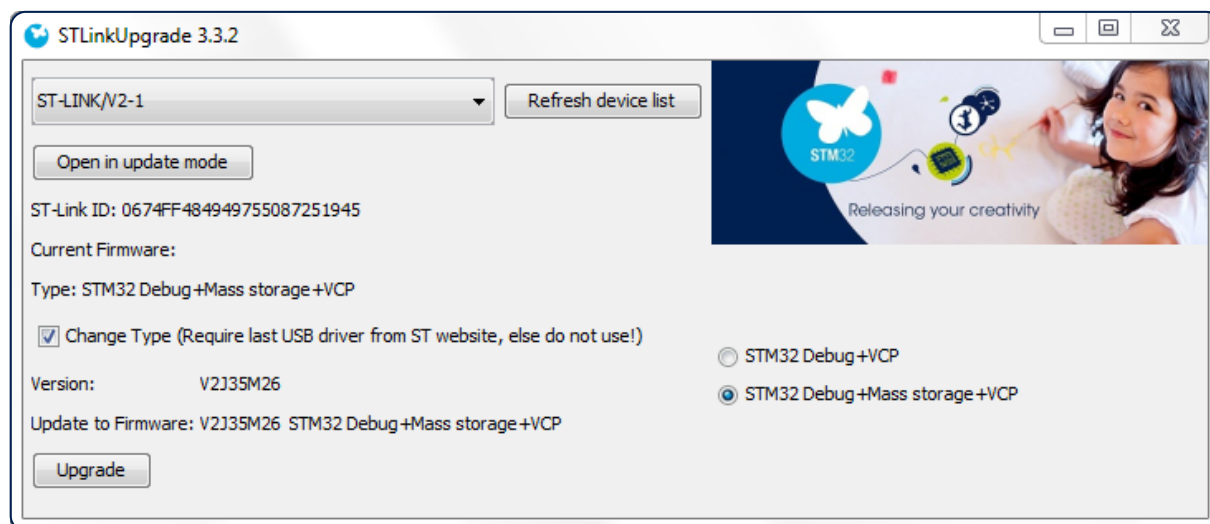 STLinkUpgrade 3.3.2
ST-LINK/V2-1
Refresh device list
Open in update mode
ST-Link ID: 0674FF484949755087251945
Current Firmware:
Type: STM32 Debug+Mass storage+VCP
Change Type (Require last USB driver from ST website, else do not use!)
Version: V2J35M26
Update to Firmware: V2J35M26 STM32 Debug+Mass storage+VCP
Upgrade
STM32
Releasing your creativity
STM32 Debug+VCP
STM32 Debug+Mass storage+VCP